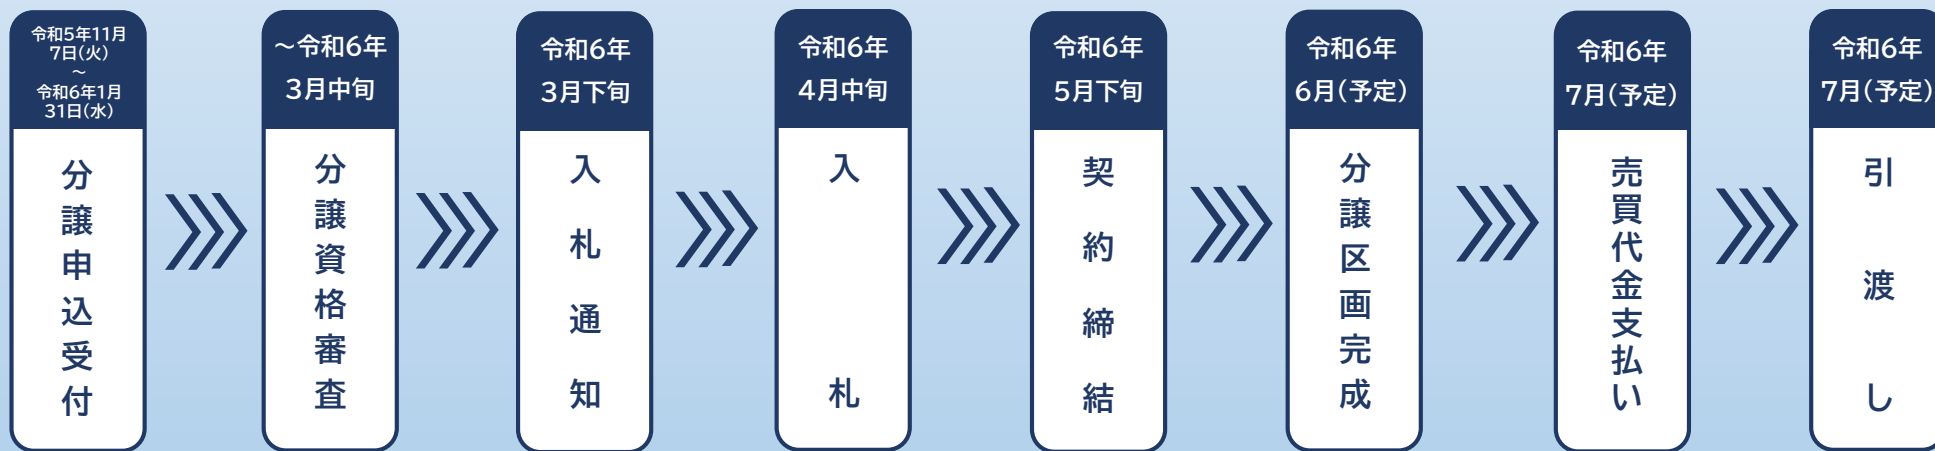 令和5年11月
7日(火)
～
令和6年1月
31日(水)
分譲申込受付
～令和6年
3月中旬
分譲資格審査
令和6年
3月下旬
入札通知
令和6年
4月中旬
入札
令和6年
5月下旬
契約締結
令和6年
6月(予定)
分譲区画完成
令和6年
7月(予定)
売買代金支払い
令和6年
7月(予定)
引渡し